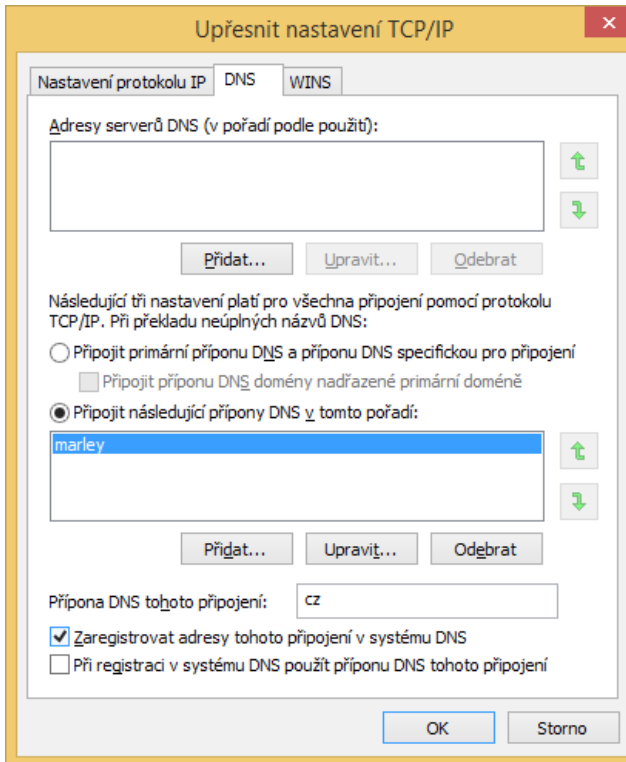 Upřesnit nastavení TCP/IP
Nastavení protokolu IP DNS WINS
Adresy serverů DNS (v pořadí podle použití):
Přidat... Upravit... Odebrat
Následující tři nastavení platí pro všechna připojení pomocí protokolu
TCP/IP. Při překladu neúplných názvů DNS:
Připojit primární příponu DNS a příponu DNS specifickou pro připojení
Připojit příponu DNS domény nadřazené primární doméně
Připojit následující přípony DNS v tomto pořadí:
marley
Přidat... Upravit... Odebrat
Přípona DNS tohoto připojení: cz
Zaregistrovat adresy tohoto připojení v systému DNS
Při registraci v systému DNS použít příponu DNS tohoto připojení
OK Storno